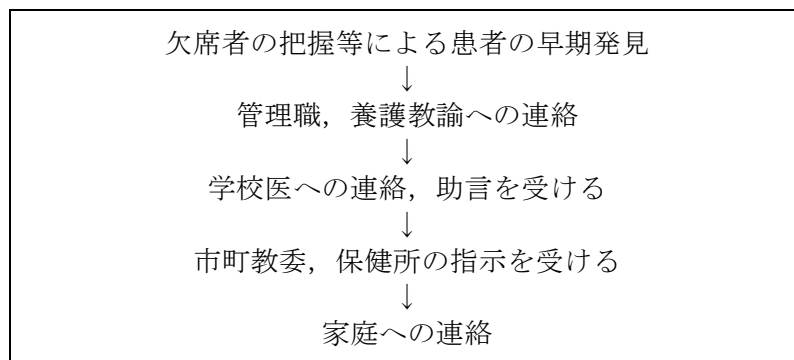 欠席者の把握等による患者の早期発見
↓
管理職，養護教諭への連絡
↓
学校医への連絡，助言を受ける
↓
市町教委，保健所の指示を受ける
↓
家庭への連絡